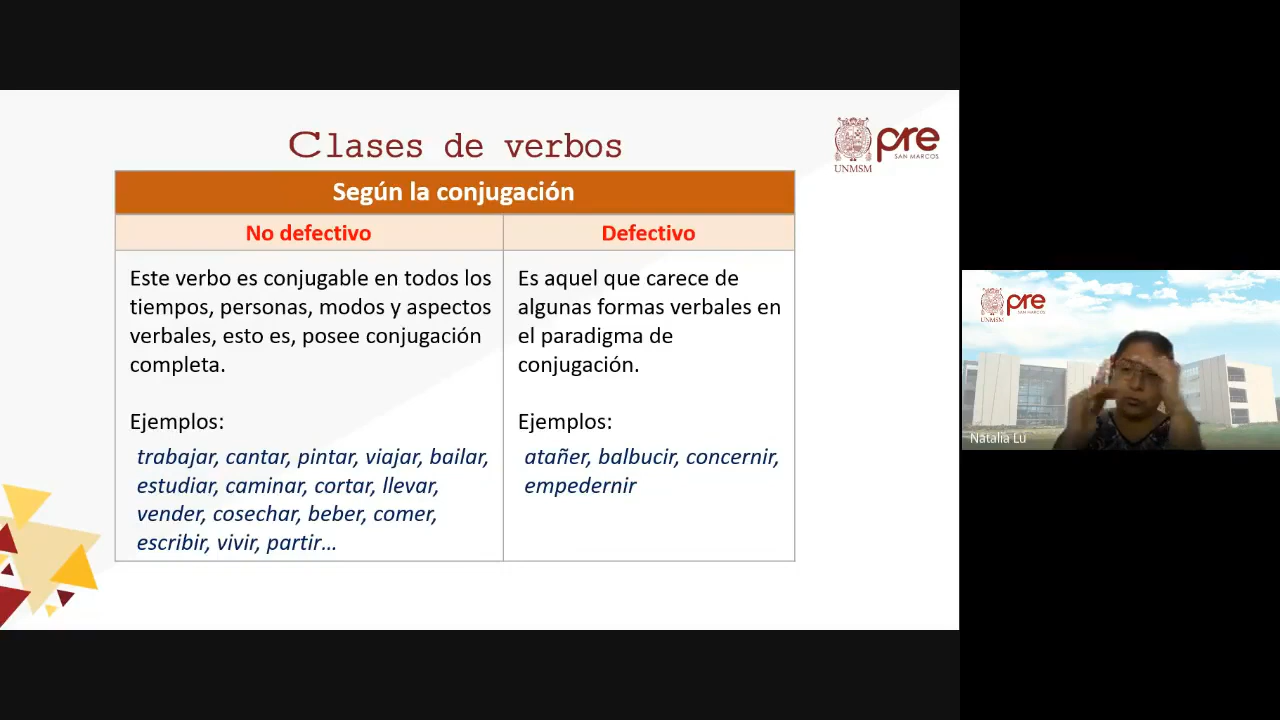 Clases de verbos
UNMSM
pre
SAN MARCOS
Según la conjugación
No defectivo
Defectivo
Este verbo es conjugable en todos los
tiempos, personas, modos y aspectos
verbales, esto es, posee conjugación
completa.
Ejemplos:
trabajar, cantar, pintar, viajar, bailar,
estudiar, caminar, cortar, llevar,
vender, cosechar, beber, comer,
escribir, vivir, partir...
Es aquel que carece de
algunas formas verbales en
el paradigma de
conjugación.
Ejemplos:
atañer, balbucir, concernir,
empedernir
UNMSM
pre
SAN MARCOS
Natalia Lu